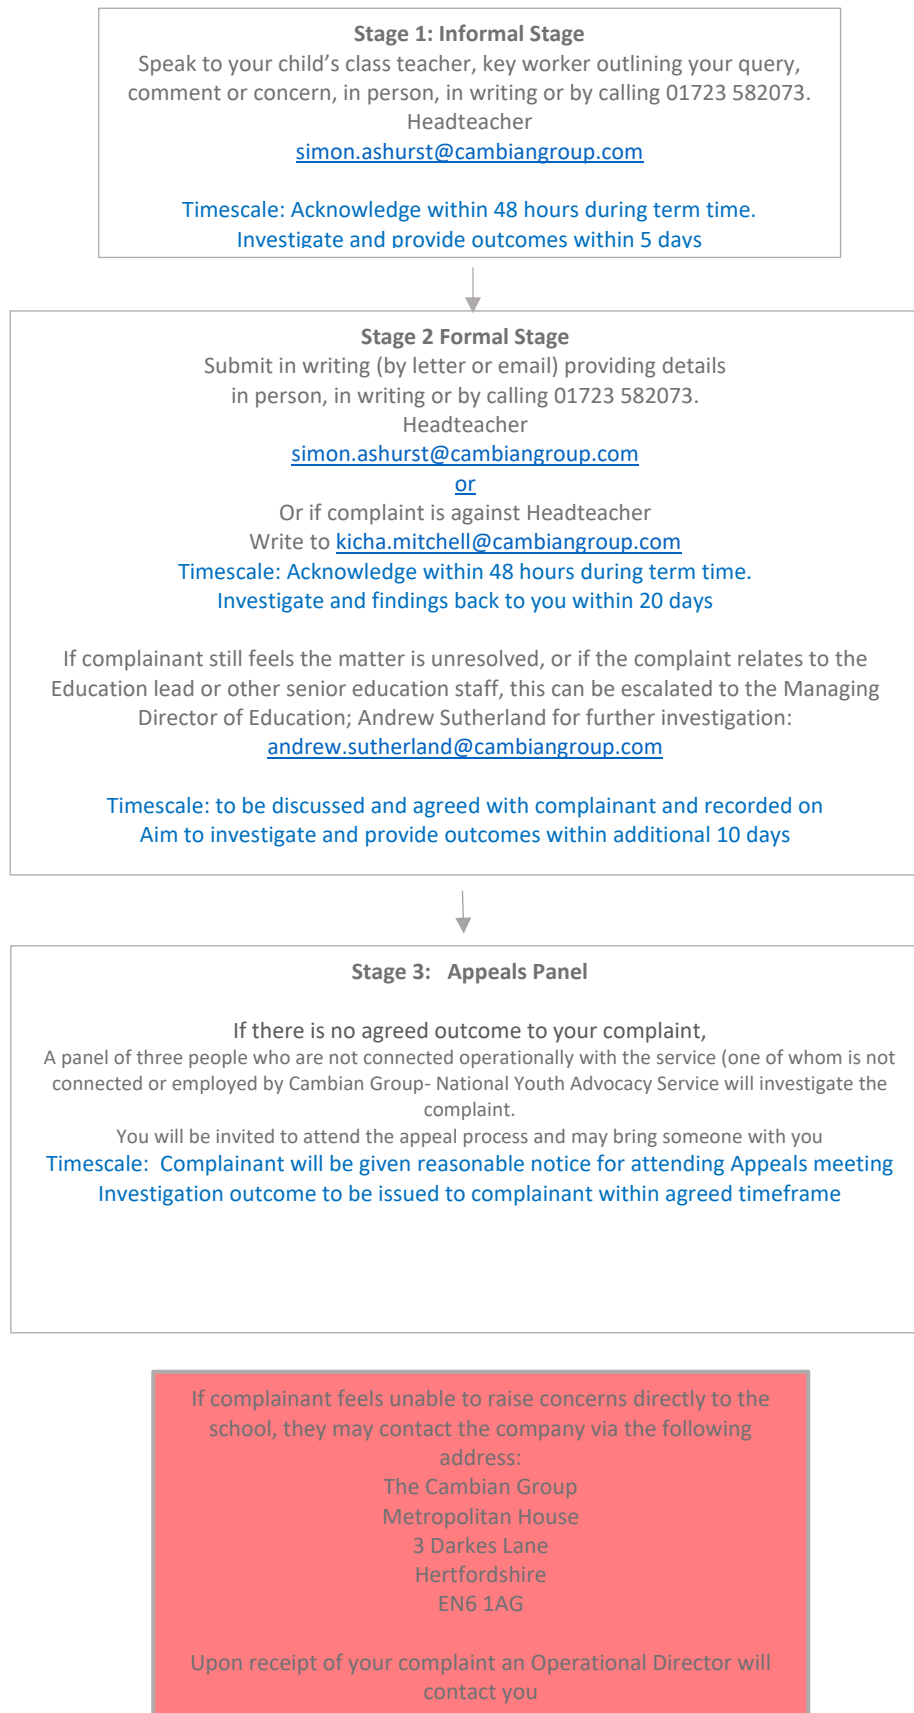 Stage 1: Informal Stage
Speak to your child’s class teacher, key worker outlining your query,
comment or concern, in person, in writing or by calling 01723 582073.
Headteacher
simon.ashurst@cambiangroup.com
Timescale: Acknowledge within 48 hours during term time.
Investigate and provide outcomes within 5 days
Stage 2 Formal Stage
Submit in writing (by letter or email) providing details
in person, in writing or by calling 01723 582073.
Headteacher
simon.ashurst@cambiangroup.com
or
Or if complaint is against Headteacher
Write to kicha.mitchell@cambiangroup.com
Timescale: Acknowledge within 48 hours during term time.
Investigate and findings back to you within 20 days
If complainant still feels the matter is unresolved, or if the complaint relates to the
Education lead or other senior education staff, this can be escalated to the Managing
Director of Education; Andrew Sutherland for further investigation:
andrew.sutherland@cambiangroup.com
Timescale: to be discussed and agreed with complainant and recorded on
Aim to investigate and provide outcomes within additional 10 days
Stage 3:   Appeals Panel
If there is no agreed outcome to your complaint,
A panel of three people who are not connected operationally with the service (one of whom is not
connected or employed by Cambian Group- National Youth Advocacy Service will investigate the
complaint.
You will be invited to attend the appeal process and may bring someone with you
Timescale:  Complainant will be given reasonable notice for attending Appeals meeting
Investigation outcome to be issued to complainant within agreed timeframe
If complainant feels unable to raise concerns directly to the
school, they may contact the company via the following
address:
The Cambian Group
Metropolitan House
3 Darkes Lane
Hertfordshire
EN6 1AG
Upon receipt of your complaint an Operational Director will
contact you